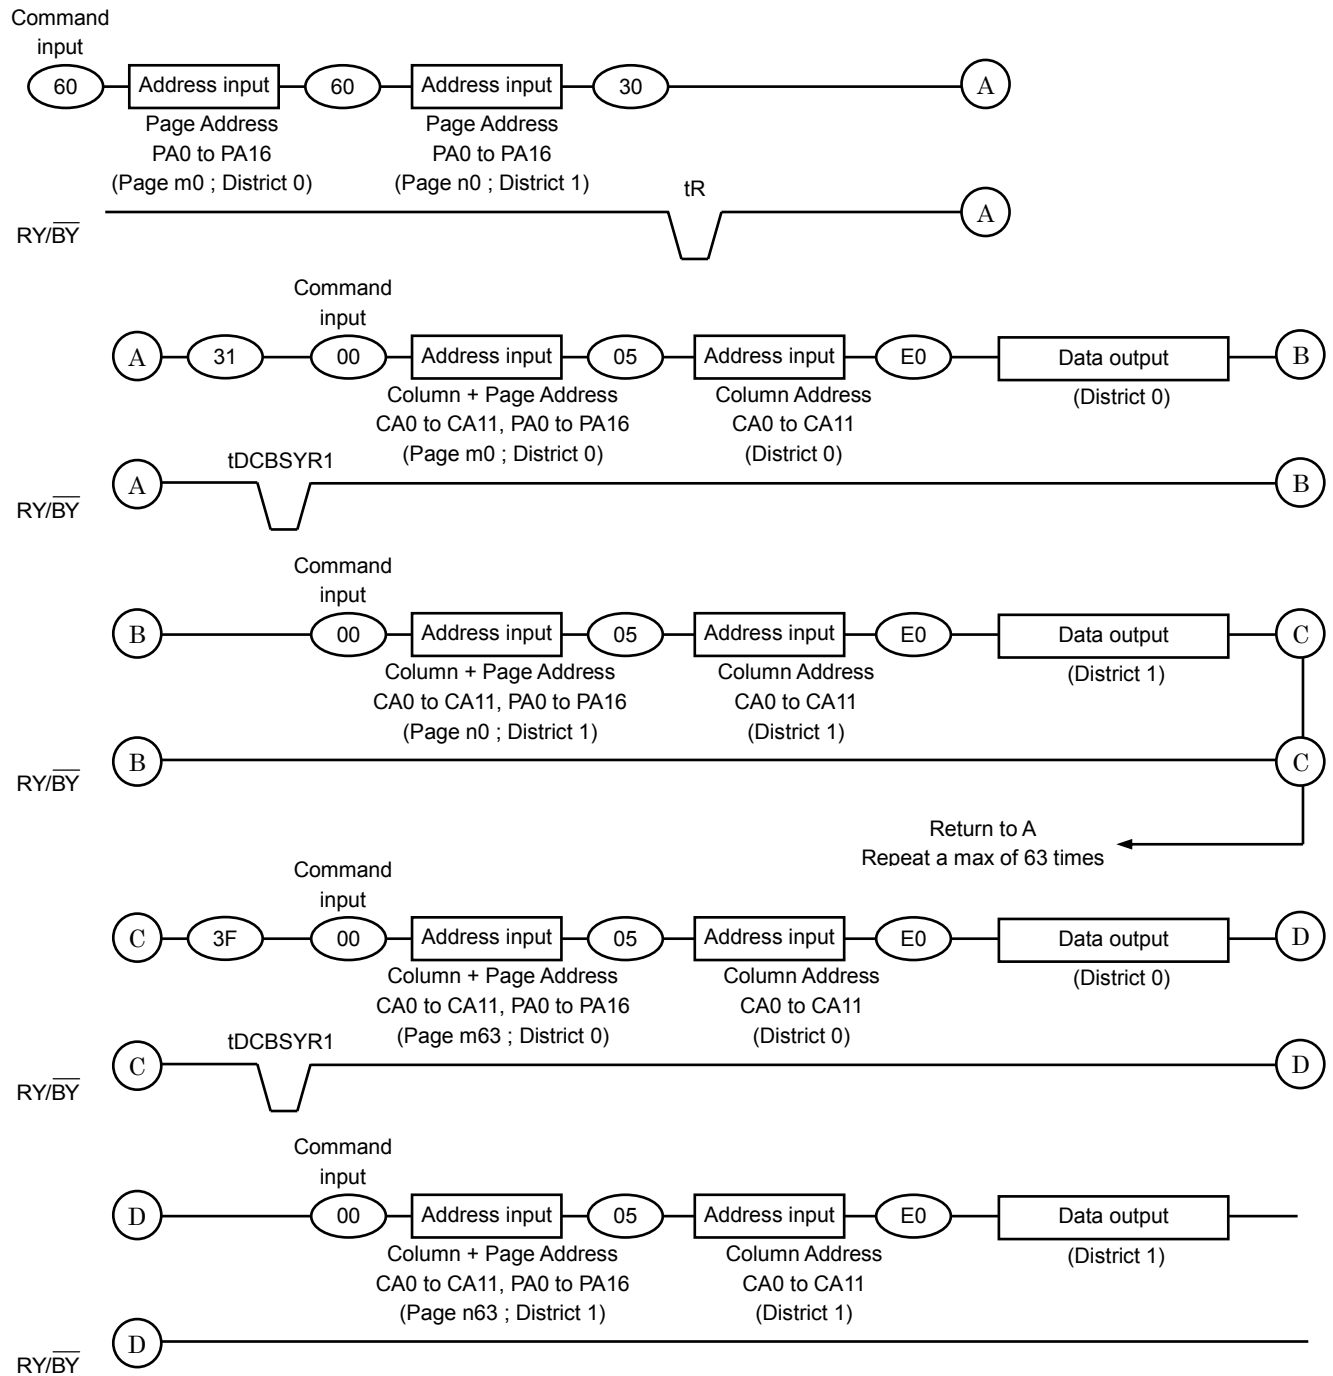 Command
input
60 Address input 60 Address input 30 A
Page Address Page Address
PA0 to PA16 PA0 to PA16
(Page m0 ; District 0) (Page n0 ; District 1) tR
RY/BY A
Command
input
A 31 00 Address input 05 Address input E0 Data output B
Column + Page Address Column Address (District 0)
CA0 to CA11, PA0 to PA16 CA0 to CA11
(Page m0 ; District 0) (District 0)
tDCBSYR1
RY/BY A B
Command
input
B 00 Address input 05 Address input E0 Data output C
Column + Page Address Column Address (District 1)
CA0 to CA11, PA0 to PA16 CA0 to CA11
(Page n0 ; District 1) (District 1)
RY/BY B C
Return to A
Repeat a max of 63 times
Command
input
C 3F 00 Address input 05 Address input E0 Data output D
Column + Page Address Column Address (District 0)
CA0 to CA11, PA0 to PA16 CA0 to CA11
(Page m63 ; District 0) (District 0)
tDCBSYR1
RY/BY C D
Command
input
D 00 Address input 05 Address input E0 Data output
Column + Page Address Column Address (District 1)
CA0 to CA11, PA0 to PA16 CA0 to CA11
(Page n63 ; District 1) (District 1)
RY/BY D